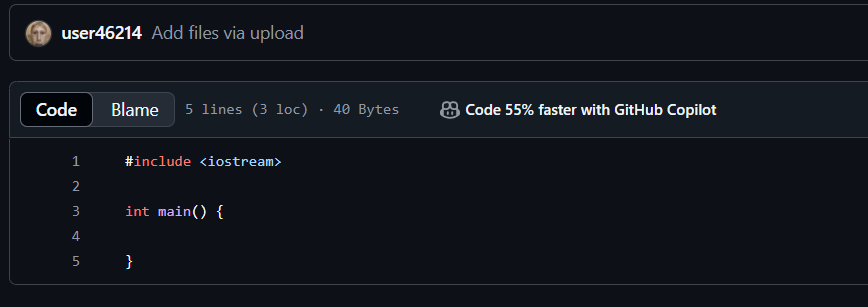 user46214 Add files via upload
Code Blame 5 lines (3 loc) · 40 Bytes Code 55% faster with GitHub Copilot
1 #include <iostream>
2
3 int main() {
4
5 }